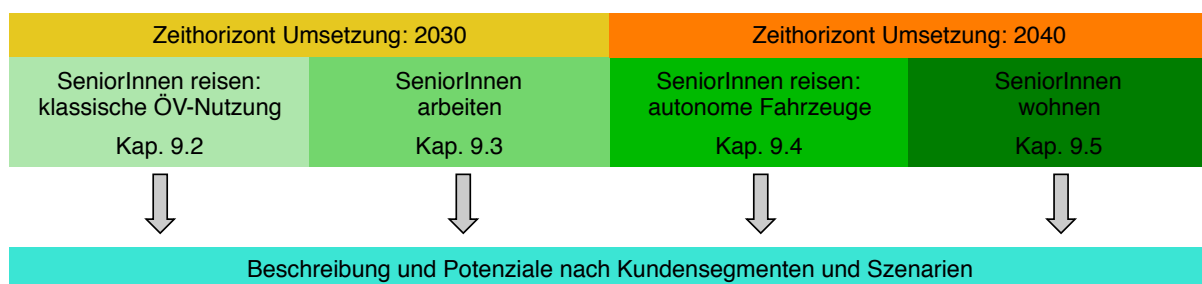 Zeithorizont Umsetzung: 2030
Zeithorizont Umsetzung: 2040
SeniorInnen reisen:
klassische ÖV-Nutzung
Kap. 9.2
SeniorInnen
arbeiten
Kap. 9.3
SeniorInnen reisen:
autonome Fahrzeuge
Kap. 9.4
SeniorInnen
wohnen
Kap. 9.5
Beschreibung und Potenziale nach Kundensegmenten und Szenarien